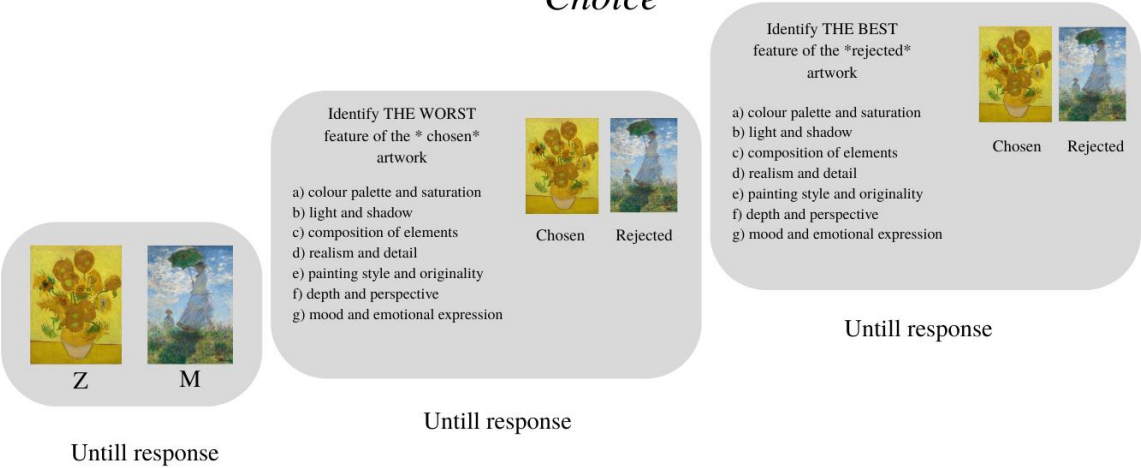 Choice
Z
M
Untill response
Identify THE WORST
feature of the * chosen*
artwork
a) colour palette and saturation
b) light and shadow
c) composition of elements
d) realism and detail
e) painting style and originality
f) depth and perspective
g) mood and emotional expression
Chosen
Rejected
Untill response
Identify THE BEST
feature of the *rejected*
artwork
a) colour palette and saturation
b) light and shadow
c) composition of elements
d) realism and detail
e) painting style and originality
f) depth and perspective
g) mood and emotional expression
Chosen
Rejected
Untill response